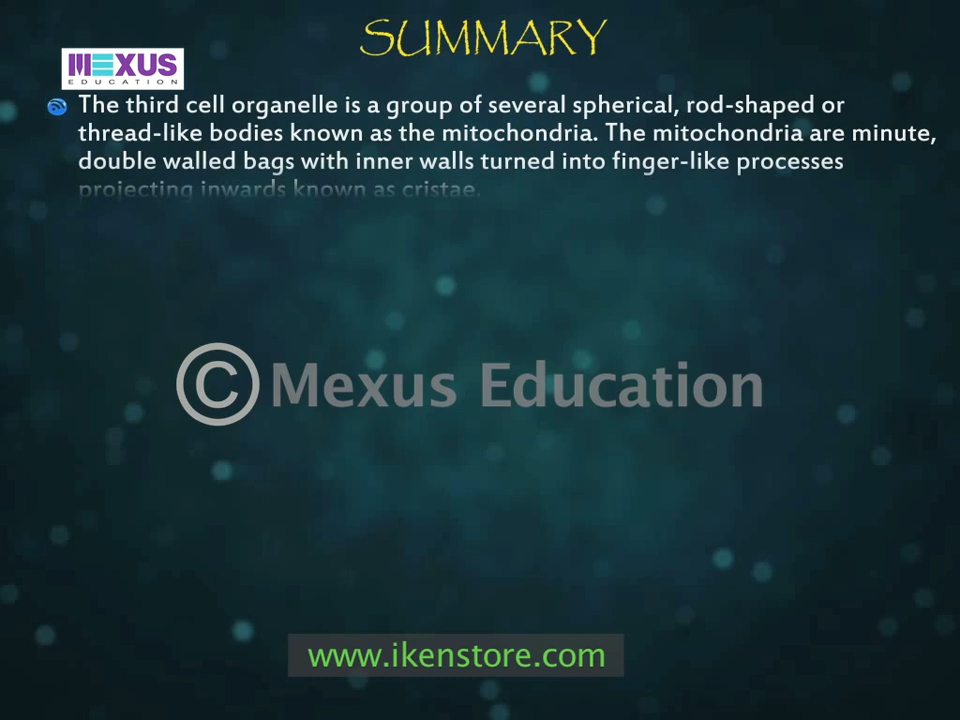 SUMMARY
MEXUS
EDUCATION
The third cell organelle is a group of several spherical, rod-shaped or
thread-like bodies known as the mitochondria. The mitochondria are minute,
double walled bags with inner walls turned into finger-like processes
projecting inwards known as cristae.
© Mexus Education
www.ikenstore.com